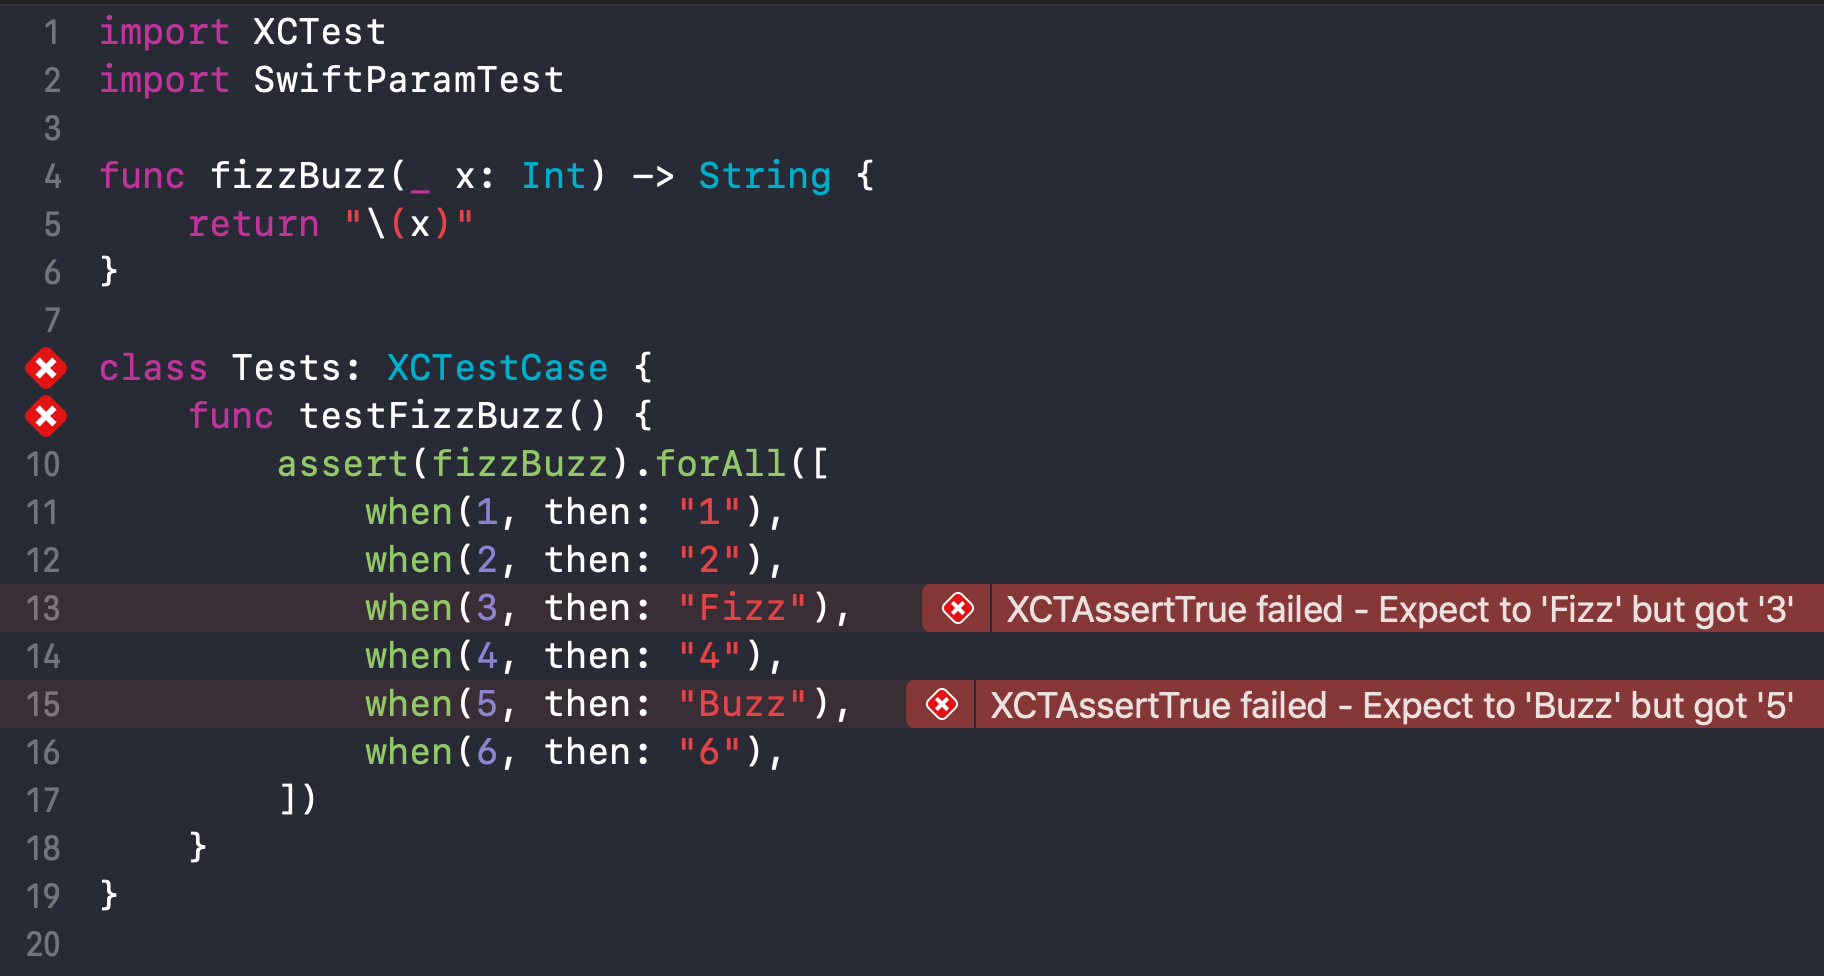 1 import XCTest
2 import SwiftParamTest
3
4 func fizzBuzz(_ x: Int) -> String {
5     return "\(x)"
6 }
7
class Tests: XCTestCase {
    func testFizzBuzz() {
10         assert(fizzBuzz).forAll([
11             when(1, then: "1"),
12             when(2, then: "2"),
13             when(3, then: "Fizz"), XCTAssertTrue failed - Expect to 'Fizz' but got '3'
14             when(4, then: "4"),
15             when(5, then: "Buzz"), XCTAssertTrue failed - Expect to 'Buzz' but got '5'
16             when(6, then: "6"),
17         ])
18     }
19 }
20